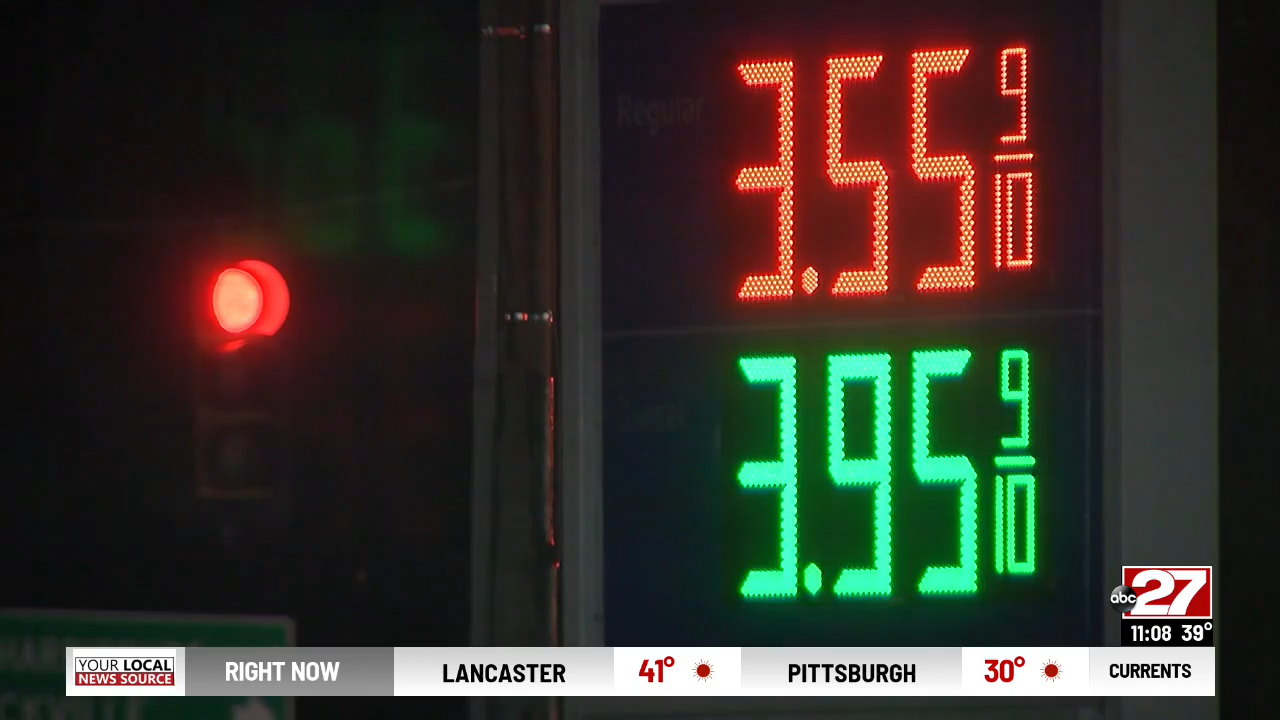 Regular
3.55 9/10
3.95 9/10
abc 27
11:08 39°
YOUR LOCAL
NEWS SOURCE
RIGHT NOW
LANCASTER
41°
PITTSBURGH
30°
CURRENTS